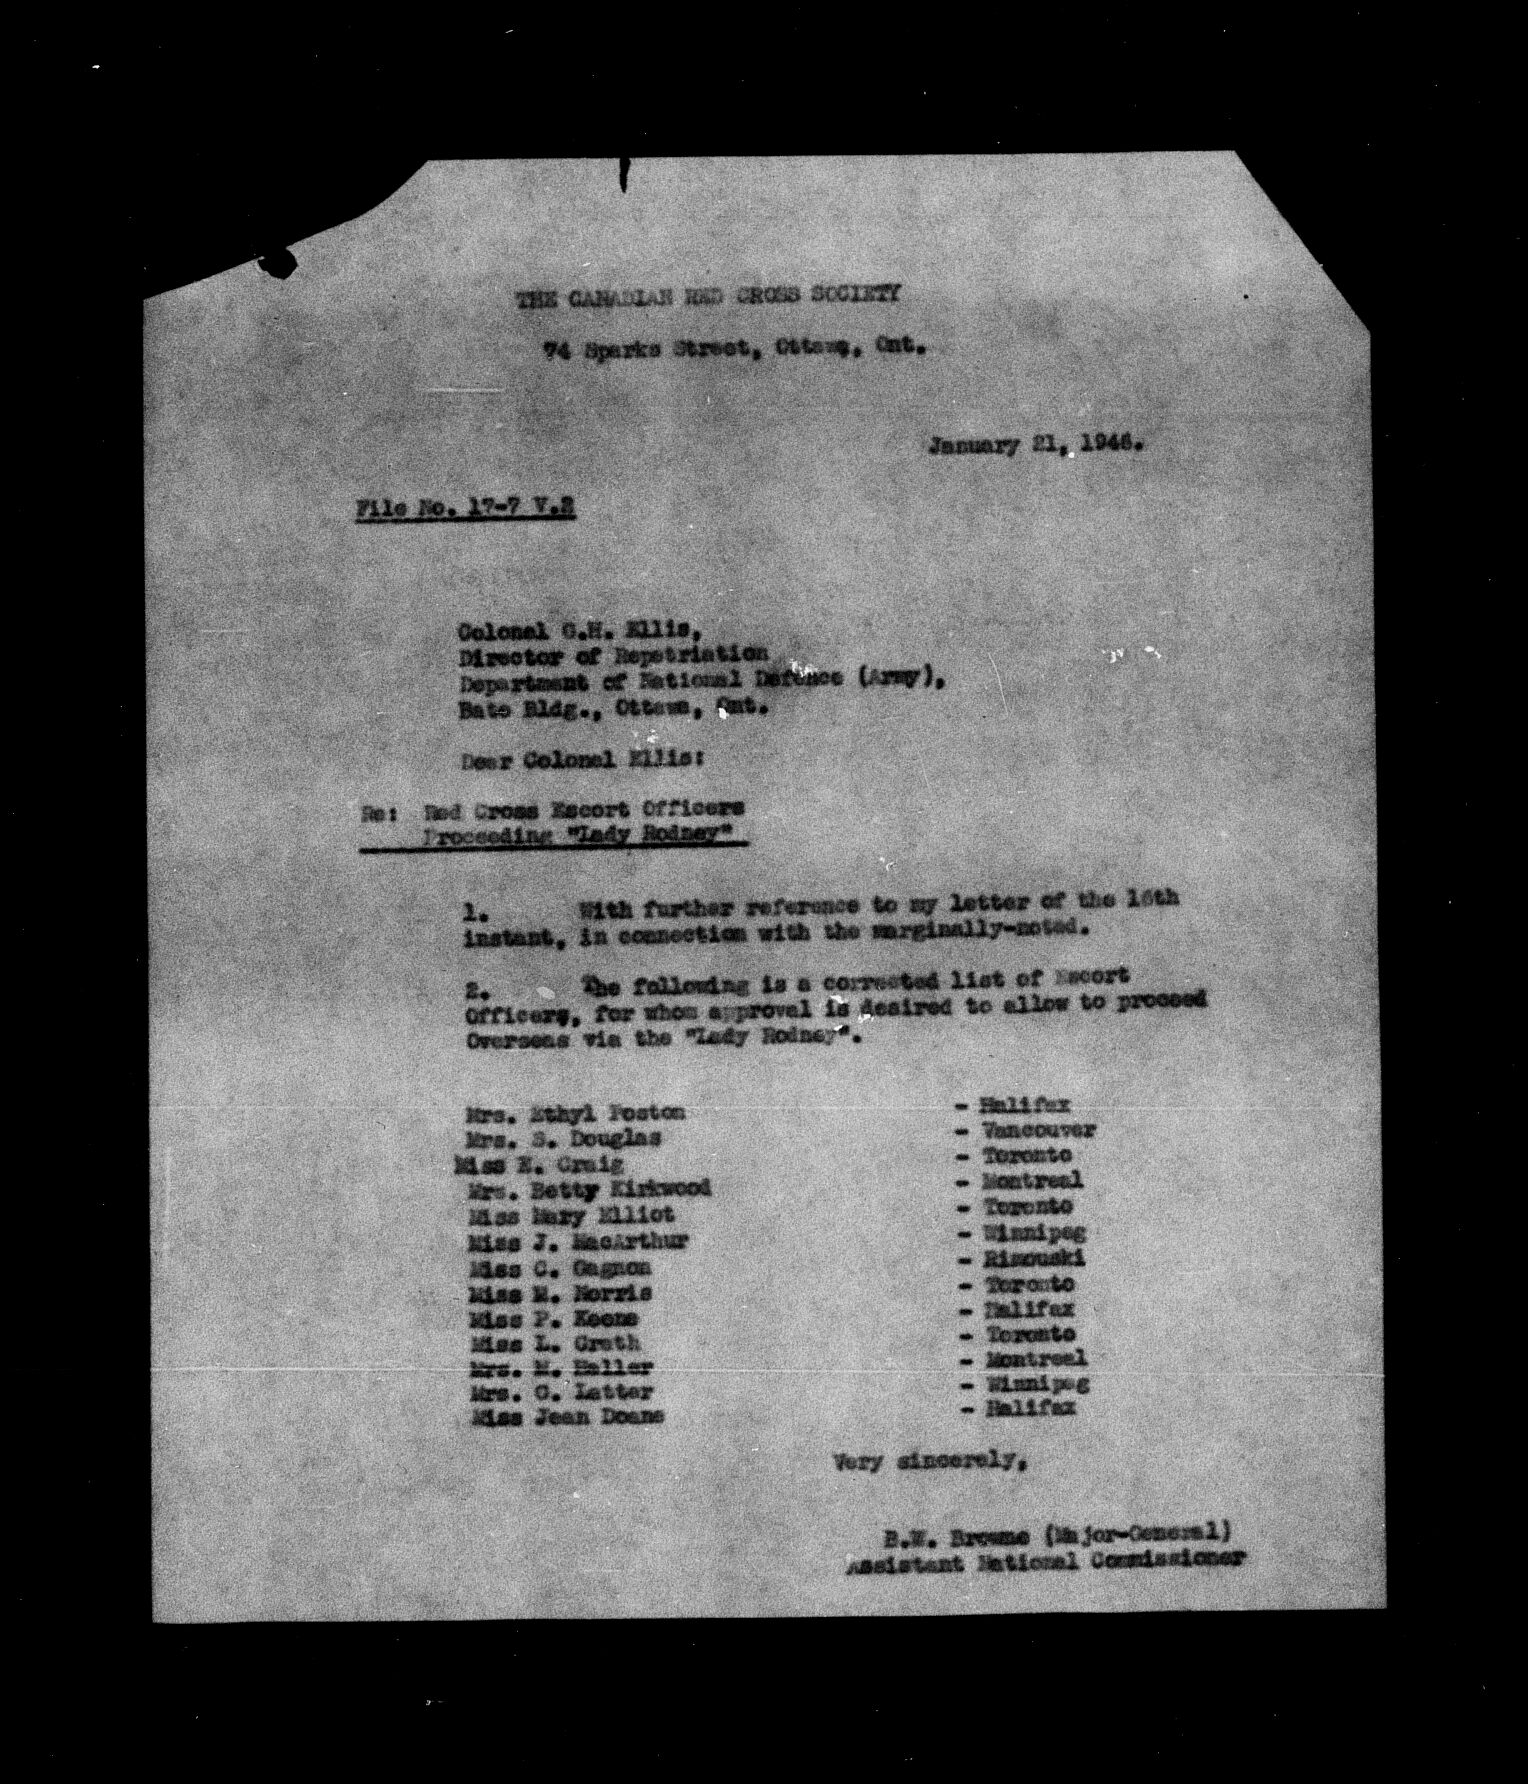 THE CANADIAN RED CROSS SOCIETY
74 Sparks Street, Ottawa, Ont.
January 21, 1946.
File No. 17-7 V.2
Colonel G.H. Ellis,
Director of Repatriation
Department of National Defence (Army),
Bate Bldg., Ottawa, Ont.
Dear Colonel Ellis:
Re: Red Cross Escort Officers
Proceeding "Lady Rodney"
1. With further reference to my letter of the 16th
instant, in connection with the marginally-noted.
2. The following is a corrected list of Escort
Officers, for whom approval is desired to allow to proceed
Overseas via the "Lady Rodney".
Mrs. Ethyl Poston - Halifax
Mrs. S. Douglas - Vancouver
Miss E. Craig - Toronto
Mrs. Betty Kirkwood - Montreal
Miss Mary Elliot - Toronto
Miss J. MacArthur - Winnipeg
Miss C. Gagnon - Rimouski
Miss M. Norris - Toronto
Miss P. Keene - Halifax
Miss L. Groth - Toronto
Mrs. M. Haller - Montreal
Mrs. G. Latter - Winnipeg
Miss Jean Doane - Halifax
Very sincerely,
B.W. Browne (Major-General)
Assistant National Commissioner